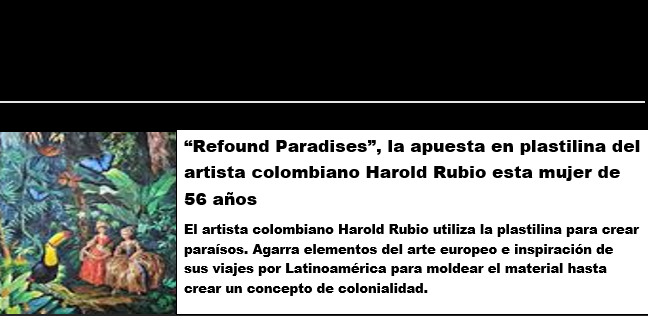 “Refound Paradises”, la apuesta en plastilina del
artista colombiano Harold Rubio esta mujer de
56 años
El artista colombiano Harold Rubio utiliza la plastilina para crear
paraísos. Agarra elementos del arte europeo e inspiración de
sus viajes por Latinoamérica para moldear el material hasta
crear un concepto de colonialidad.